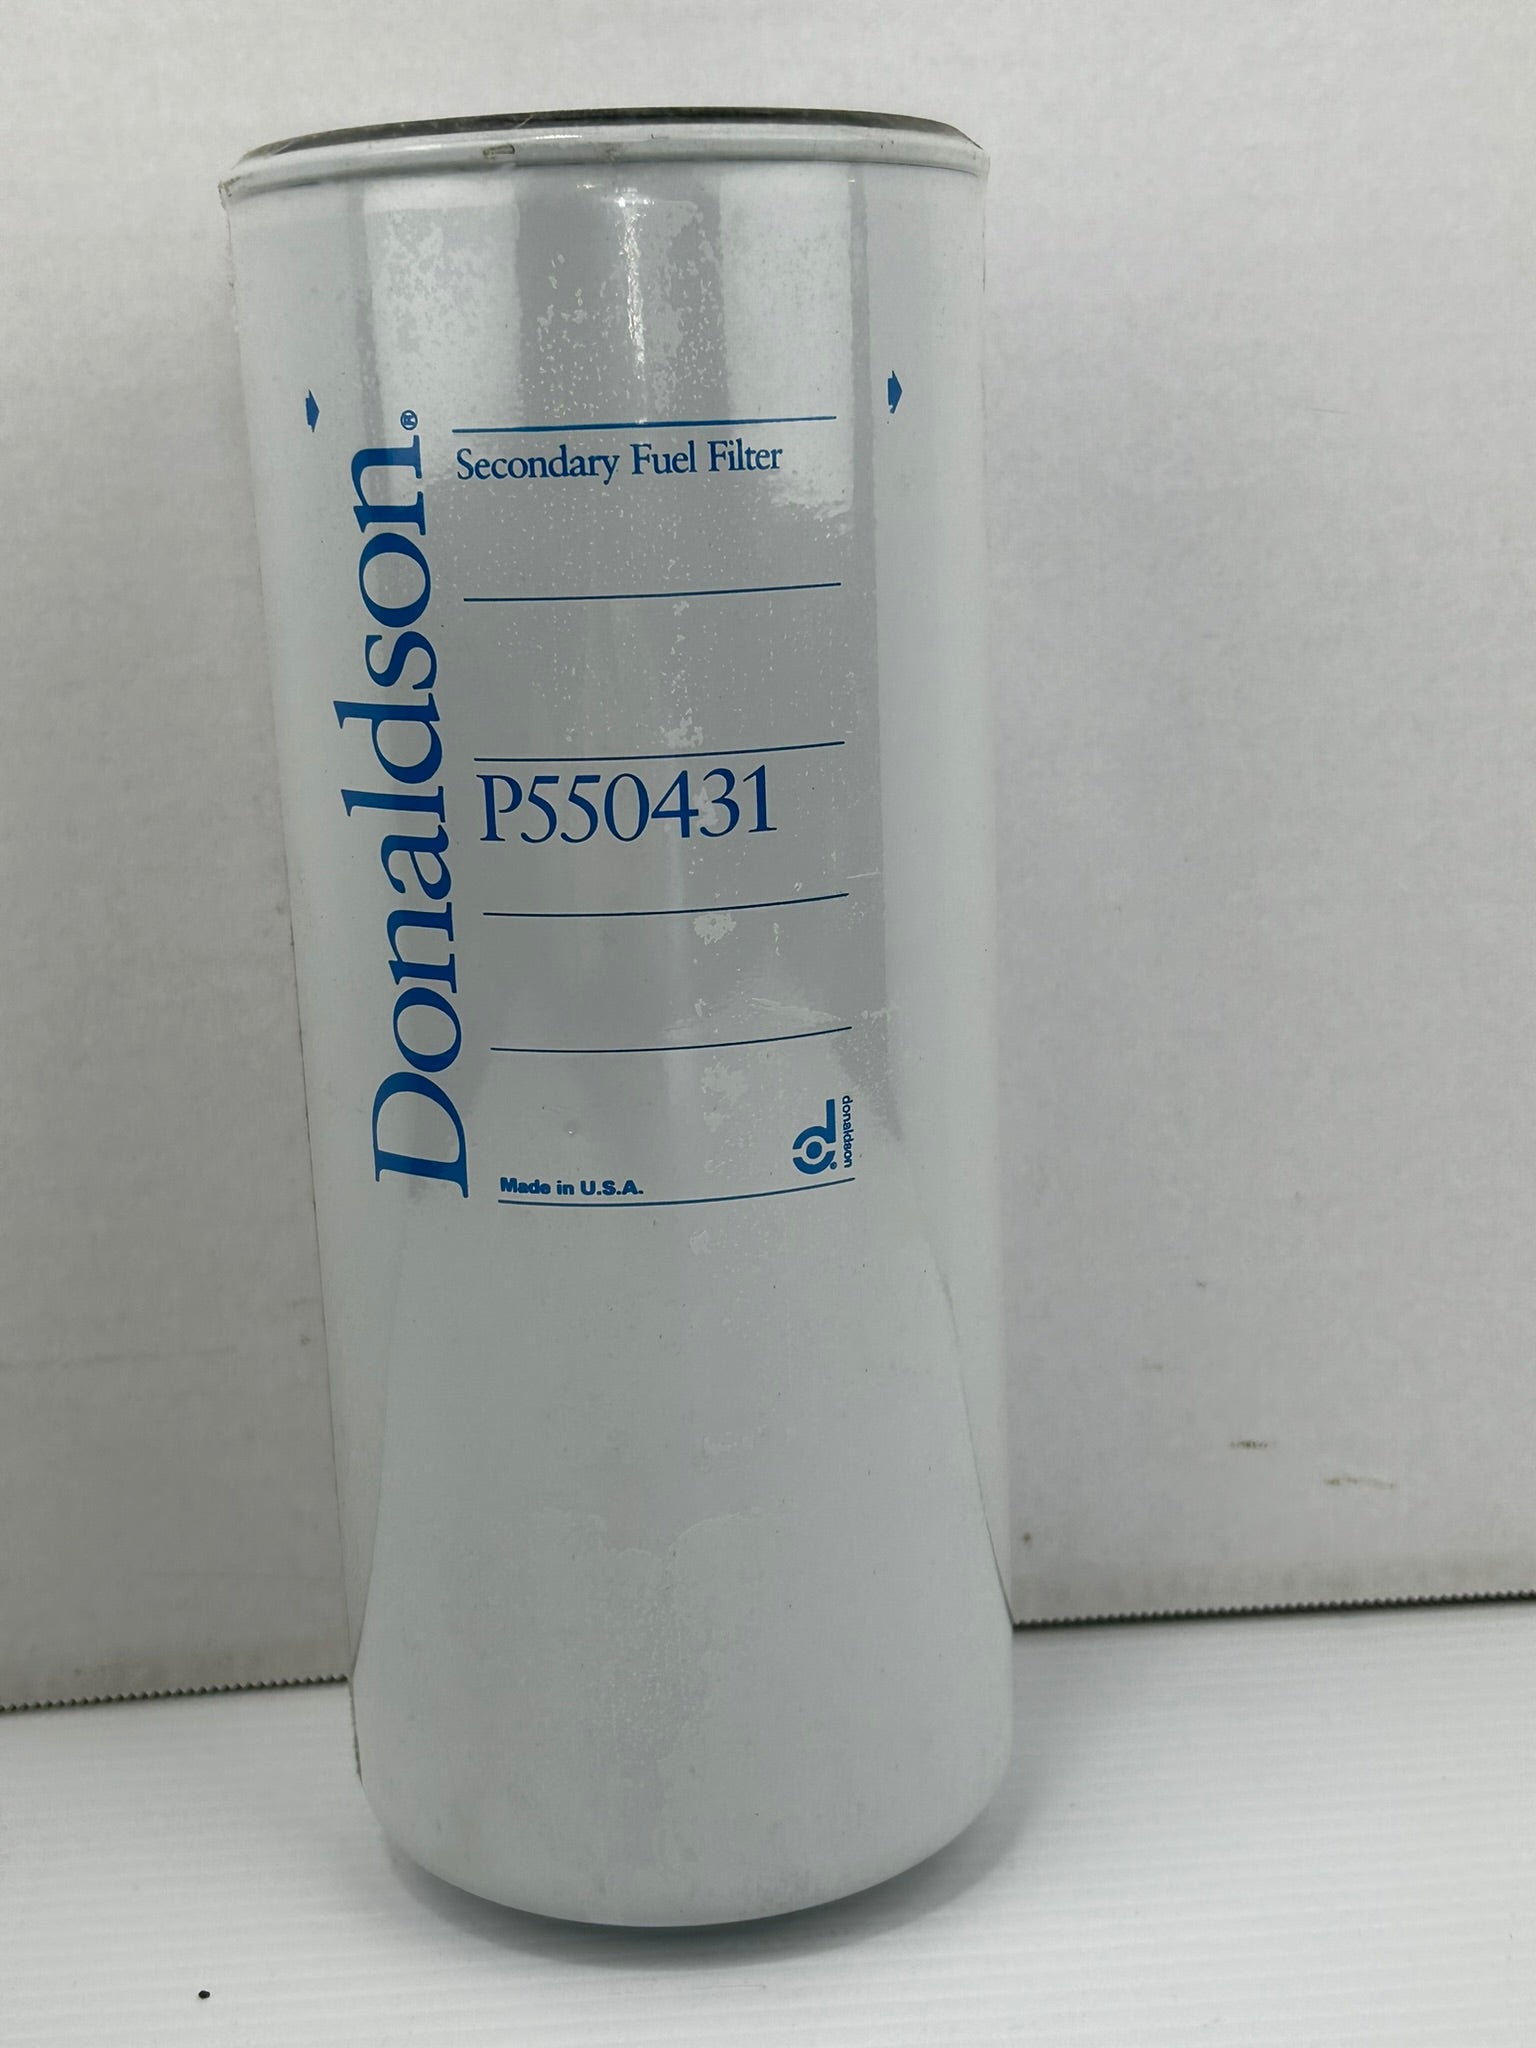 Donaldson®
Secondary Fuel Filter
P550431
Made in U.S.A.
donaldson®